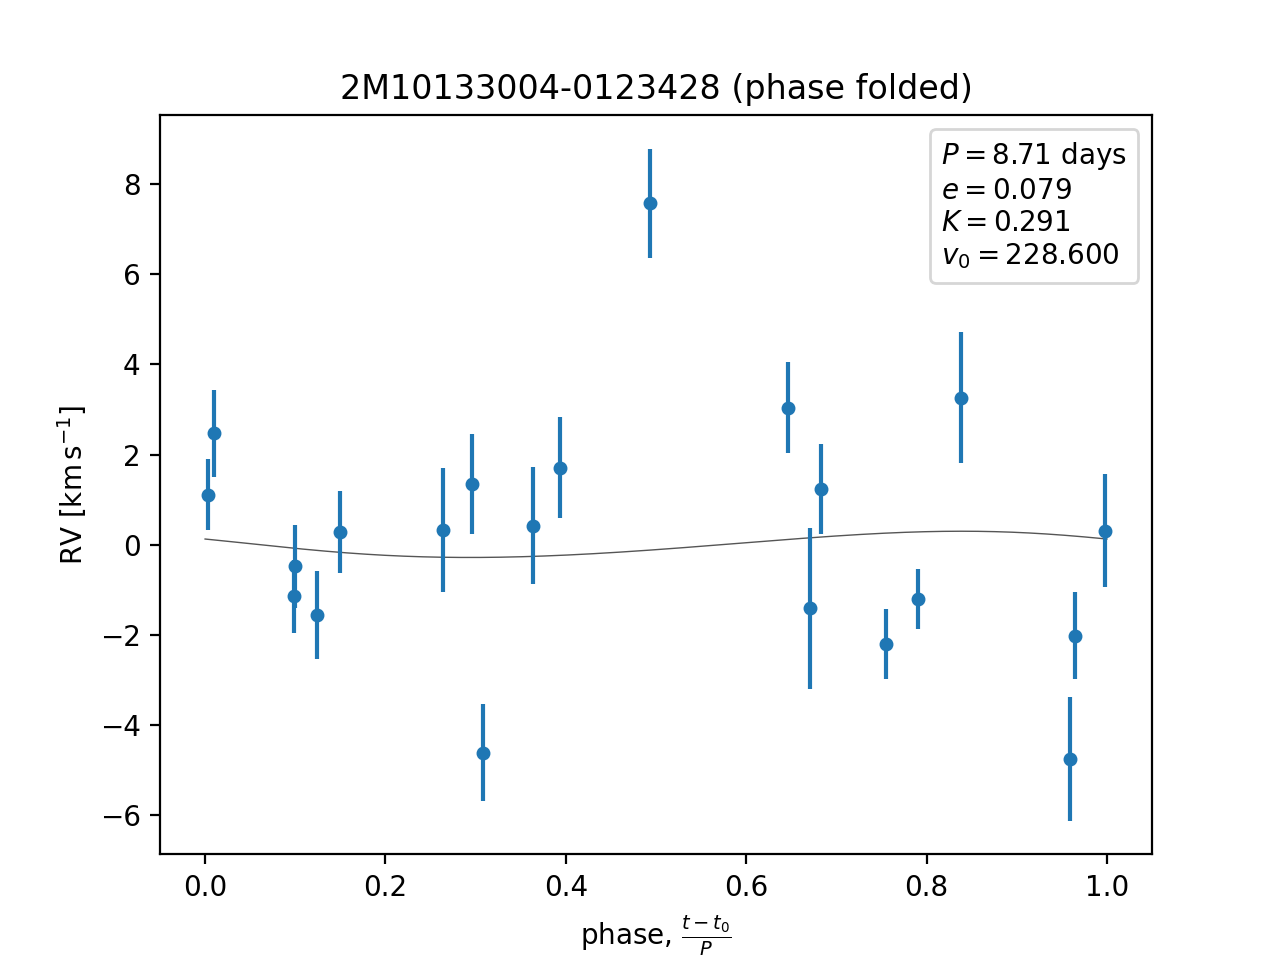 2M10133004-0123428 (phase folded)
P = 8.71 days
e = 0.079
K = 0.291
v₀ = 228.600
RV [km s⁻¹]
8
6
4
2
0
−2
−4
−6
0.0 0.2 0.4 0.6 0.8 1.0
phase, (t − t₀)/P